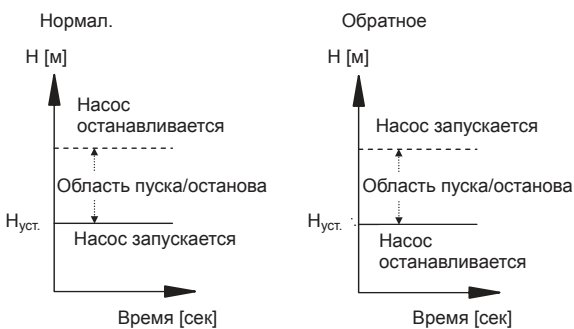 Нормал.
H [м]
Насос
останавливается
Область пуска/останова
Hуст.
Насос запускается
Время [сек]
Обратное
H [м]
Насос запускается
Область пуска/останова
Hуст.
Насос
останавливается
Время [сек]